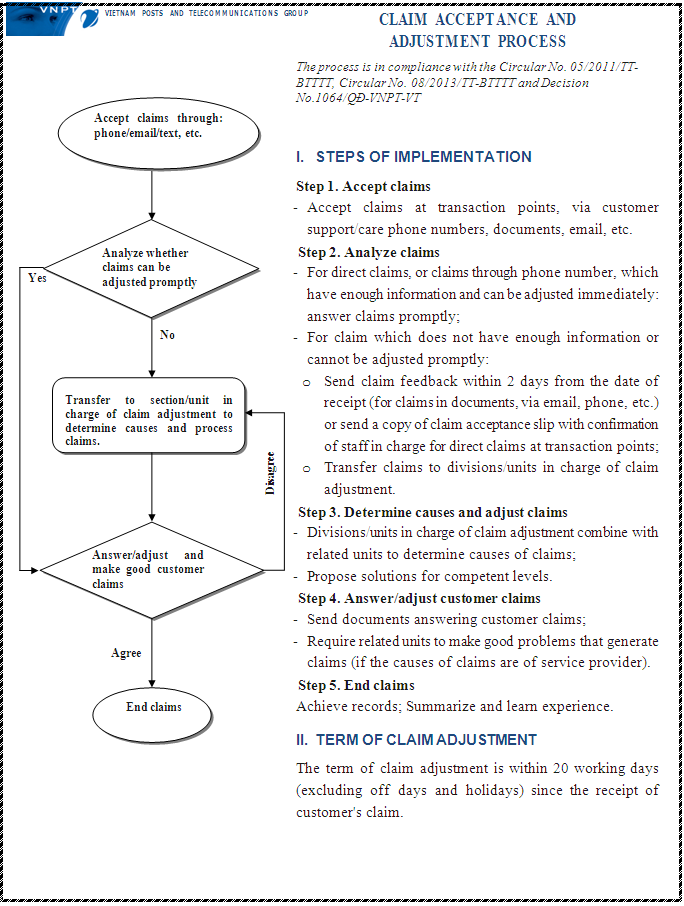 VNPT
VIETNAM POSTS AND TELECOMMUNICATIONS GROUP
CLAIM ACCEPTANCE AND
ADJUSTMENT PROCESS
The process is in compliance with the Circular No. 05/2011/TT-
BTTTT, Circular No. 08/2013/TT-BTTTT and Decision
No.1064/QĐ-VNPT-VT
Accept claims through:
phone/email/text, etc.
Analyze whether
claims can be
adjusted promptly
Yes
No
Transfer to section/unit in
charge of claim adjustment to
determine causes and process
claims.
Disagree
Answer/adjust and
make good customer
claims
Agree
End claims
I. STEPS OF IMPLEMENTATION
Step 1. Accept claims
- Accept claims at transaction points, via customer
support/care phone numbers, documents, email, etc.
Step 2. Analyze claims
- For direct claims, or claims through phone number, which
have enough information and can be adjusted immediately:
answer claims promptly;
- For claim which does not have enough information or
cannot be adjusted promptly:
o Send claim feedback within 2 days from the date of
receipt (for claims in documents, via email, phone, etc.)
or send a copy of claim acceptance slip with confirmation
of staff in charge for direct claims at transaction points;
o Transfer claims to divisions/units in charge of claim
adjustment.
Step 3. Determine causes and adjust claims
- Divisions/units in charge of claim adjustment combine with
related units to determine causes of claims;
- Propose solutions for competent levels.
Step 4. Answer/adjust customer claims
- Send documents answering customer claims;
- Require related units to make good problems that generate
claims (if the causes of claims are of service provider).
Step 5. End claims
Achieve records; Summarize and learn experience.
II. TERM OF CLAIM ADJUSTMENT
The term of claim adjustment is within 20 working days
(excluding off days and holidays) since the receipt of
customer's claim.